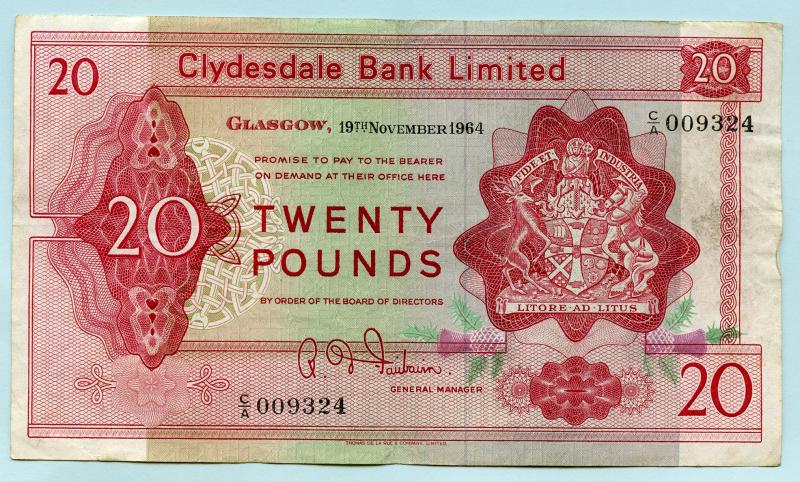 20
Clydesdale Bank Limited
20
GLASGOW, 19TH NOVEMBER 1964
C/A 009324
PROMISE TO PAY TO THE BEARER
ON DEMAND AT THEIR OFFICE HERE
FIDE ET INDUSTRIA
20
TWENTY
POUNDS
BY ORDER OF THE BOARD OF DIRECTORS
LITORE·AD·LITUS
GENERAL MANAGER
C/A 009324
20
THOMAS DE LA RUE & COMPANY, LIMITED.